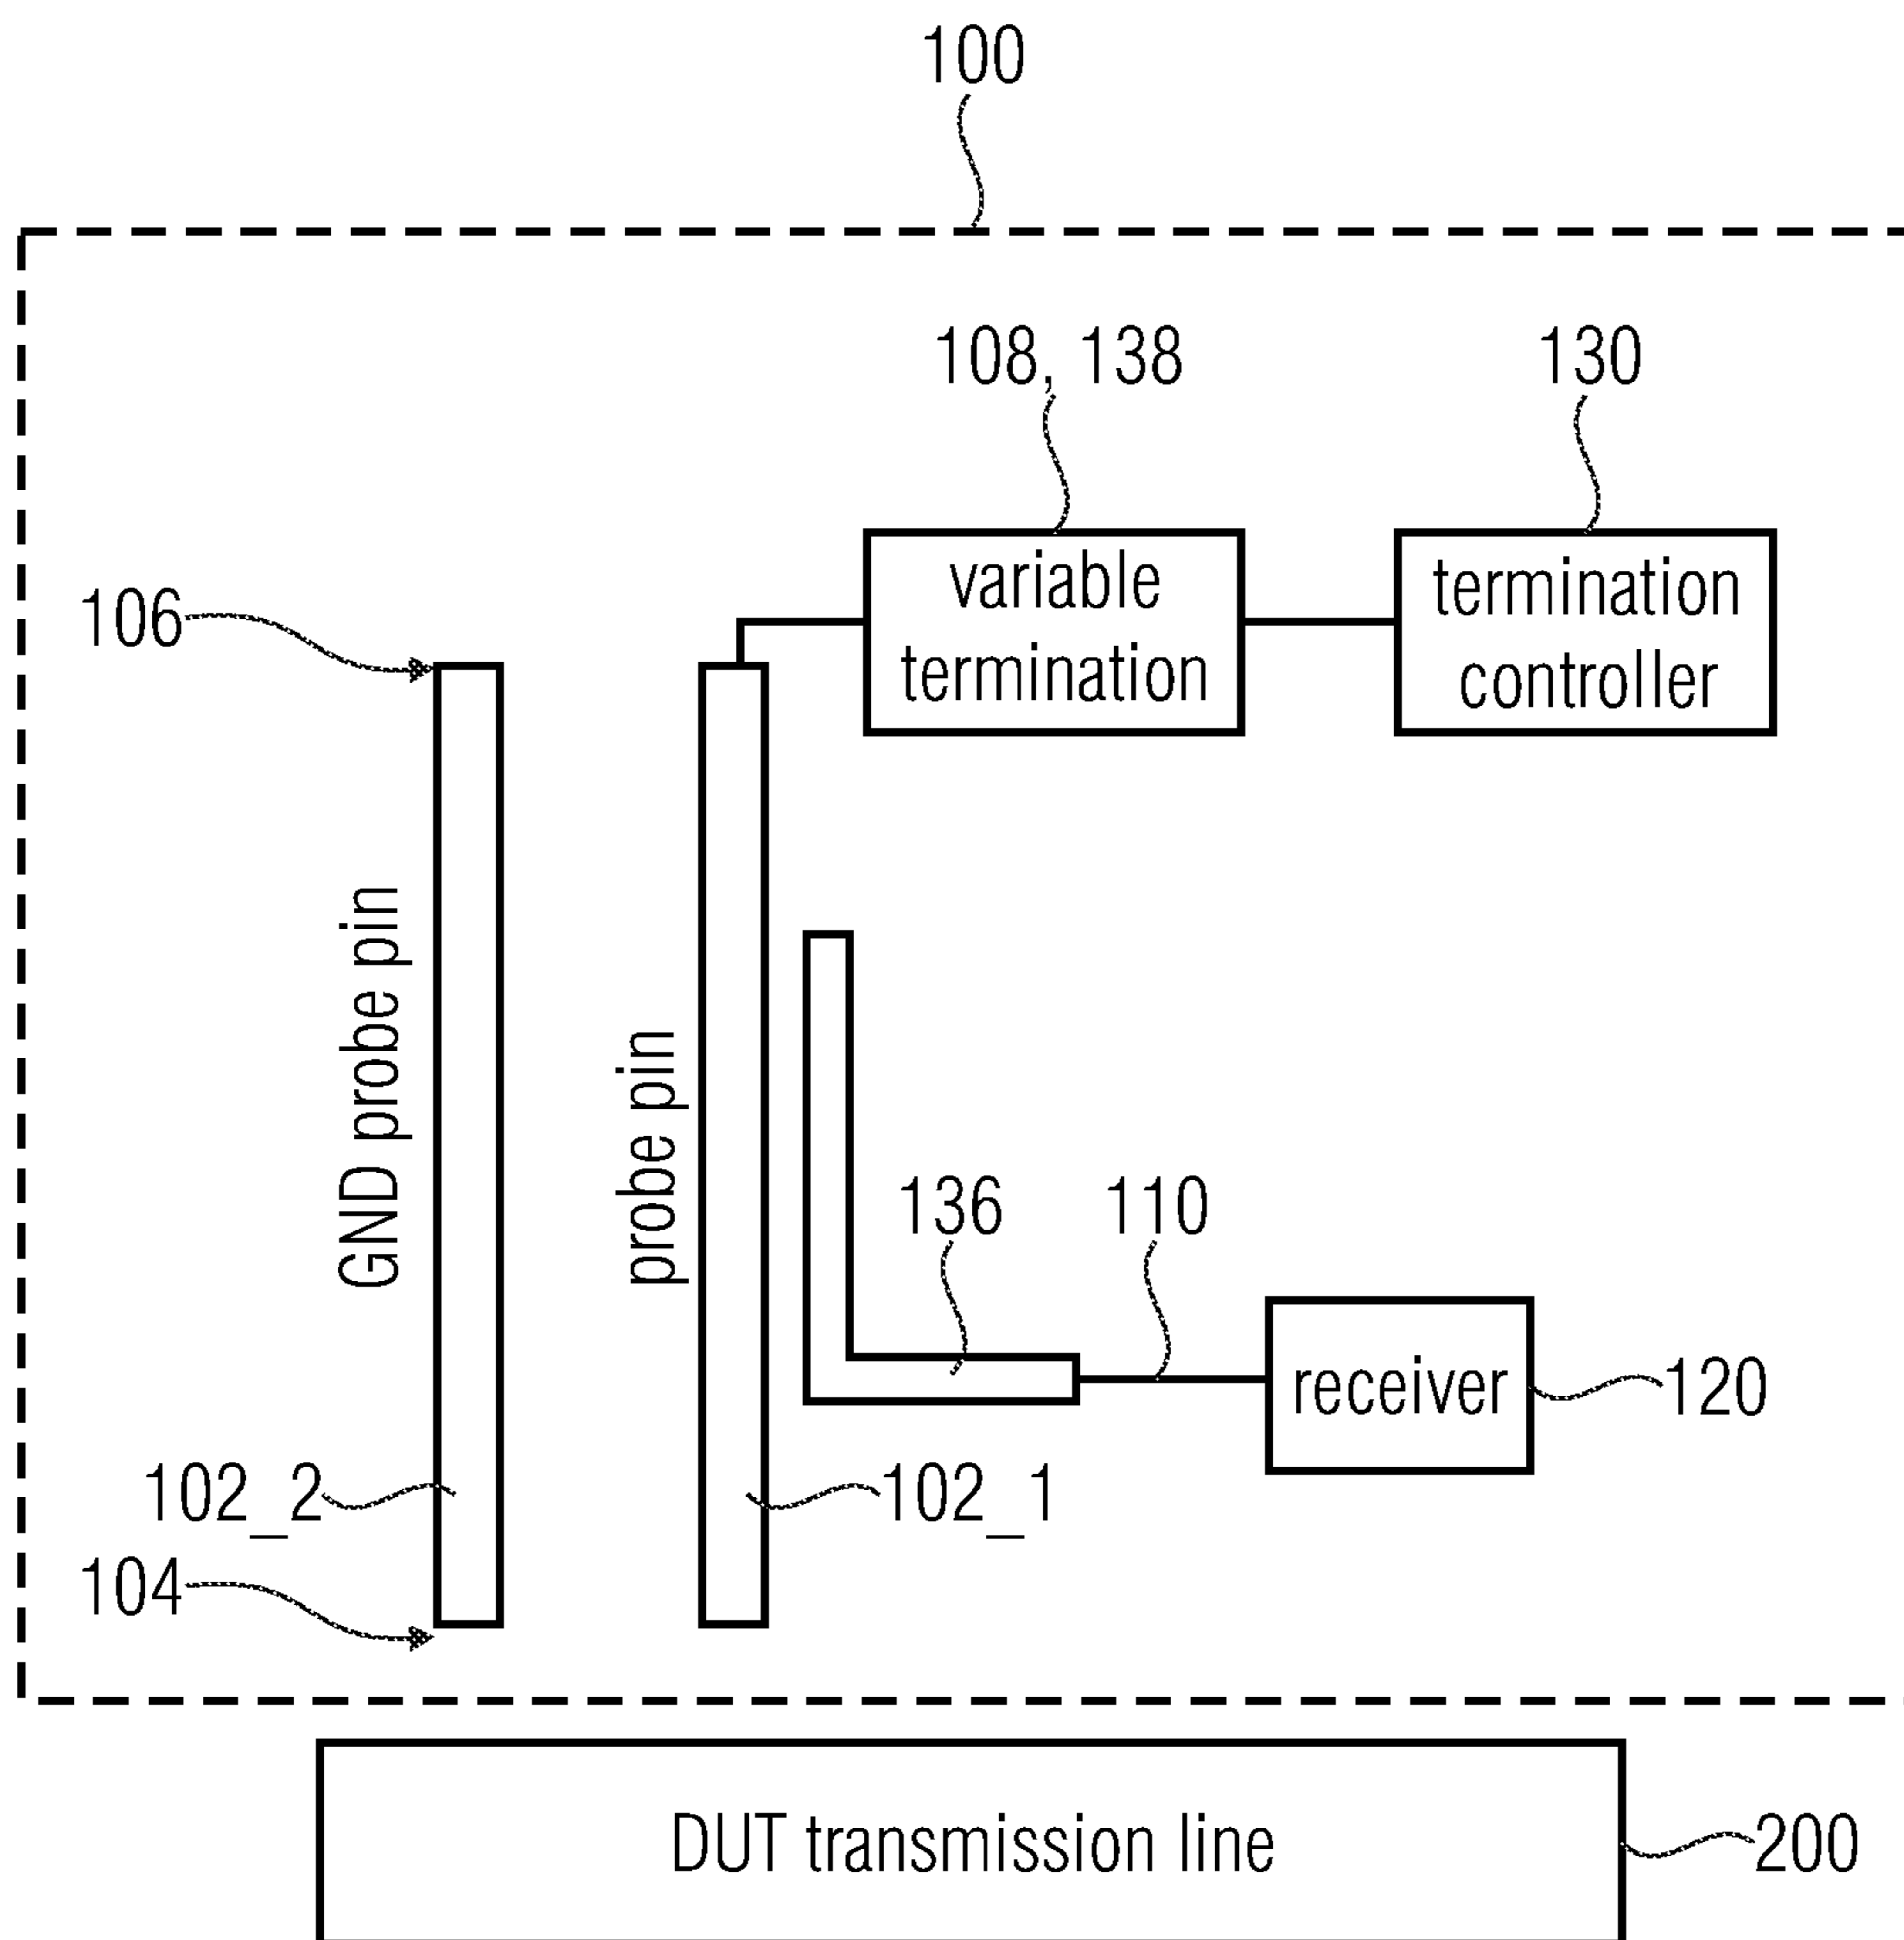 100
108, 138
130
variable
termination
termination
controller
106
GND probe pin
probe pin
136
110
receiver
120
102_2
102_1
104
DUT transmission line
200